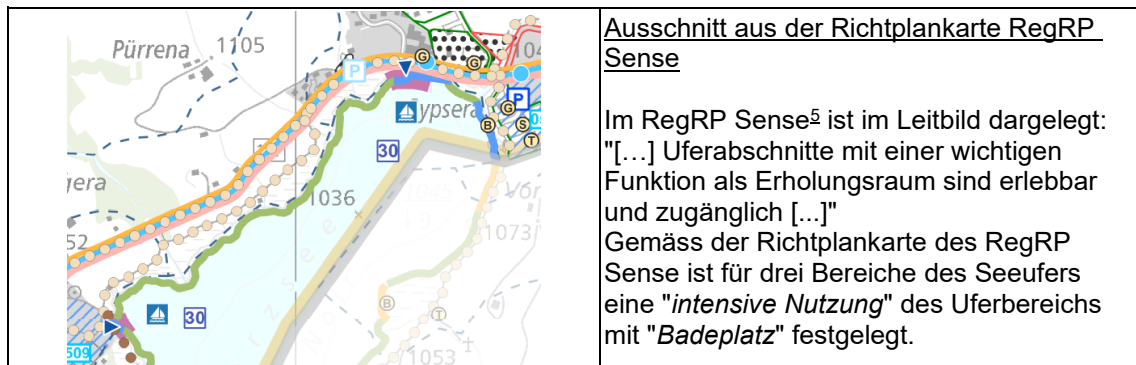 Pürrena
1105
G
G
104
P
ypsera
P
G
B
S
T
30
gera
1036
1045
Vor
52
1073
r z s e e
B
T
30
509
1053
Ausschnitt aus der Richtplankarte RegRP
Sense
Im RegRP Sense5 ist im Leitbild dargelegt:
"[…] Uferabschnitte mit einer wichtigen
Funktion als Erholungsraum sind erlebbar
und zugänglich [...]"
Gemäss der Richtplankarte des RegRP
Sense ist für drei Bereiche des Seeufers
eine "intensive Nutzung" des Uferbereichs
mit "Badeplatz" festgelegt.